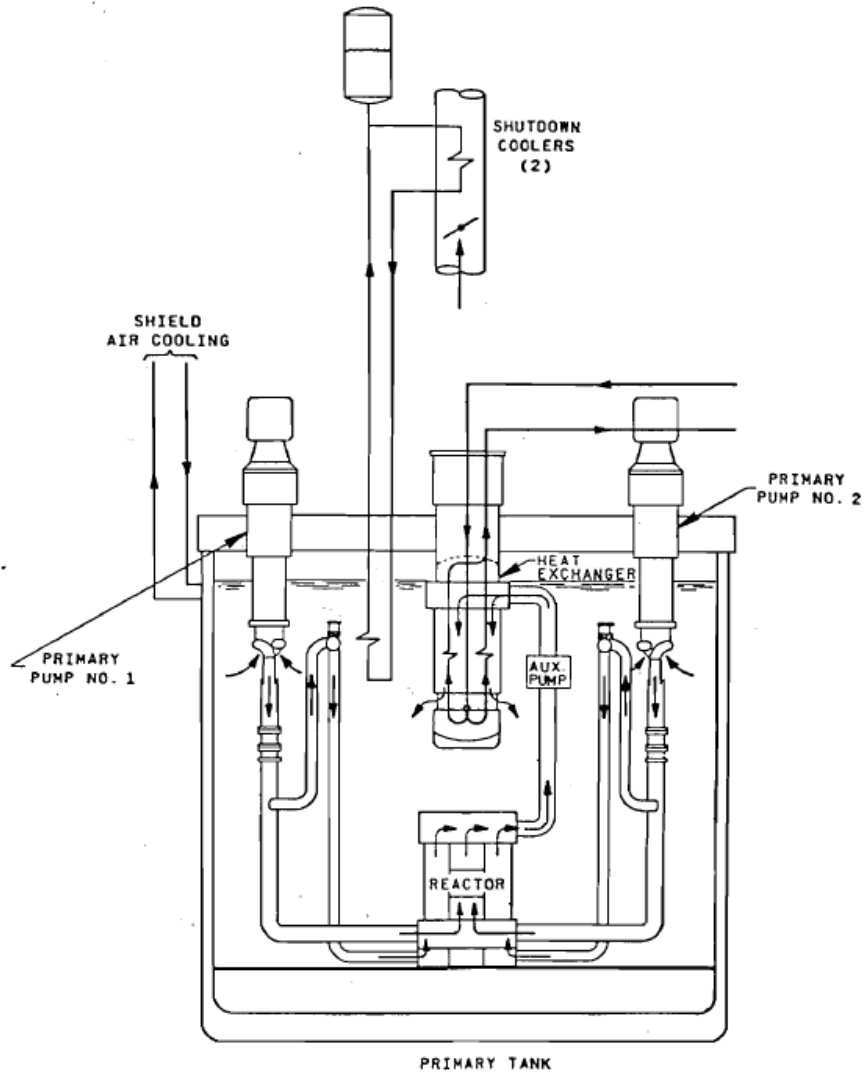 SHUTDOWN
COOLERS
(2)
SHIELD
AIR COOLING
PRIMARY
PUMP NO. 2
HEAT
EXCHANGER
PRIMARY
PUMP NO. 1
AUX.
PUMP
REACTOR
PRIMARY TANK